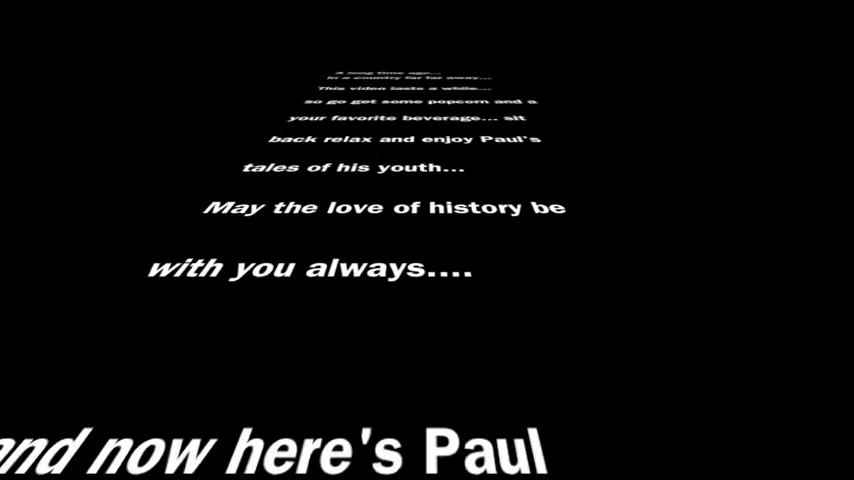 A long time ago...
In a country far far away...
This video lasts a while...
so go get some popcorn and a
your favorite beverage... sit
back relax and enjoy Paul's
tales of his youth...
May the love of history be
with you always....
and now here's Paul